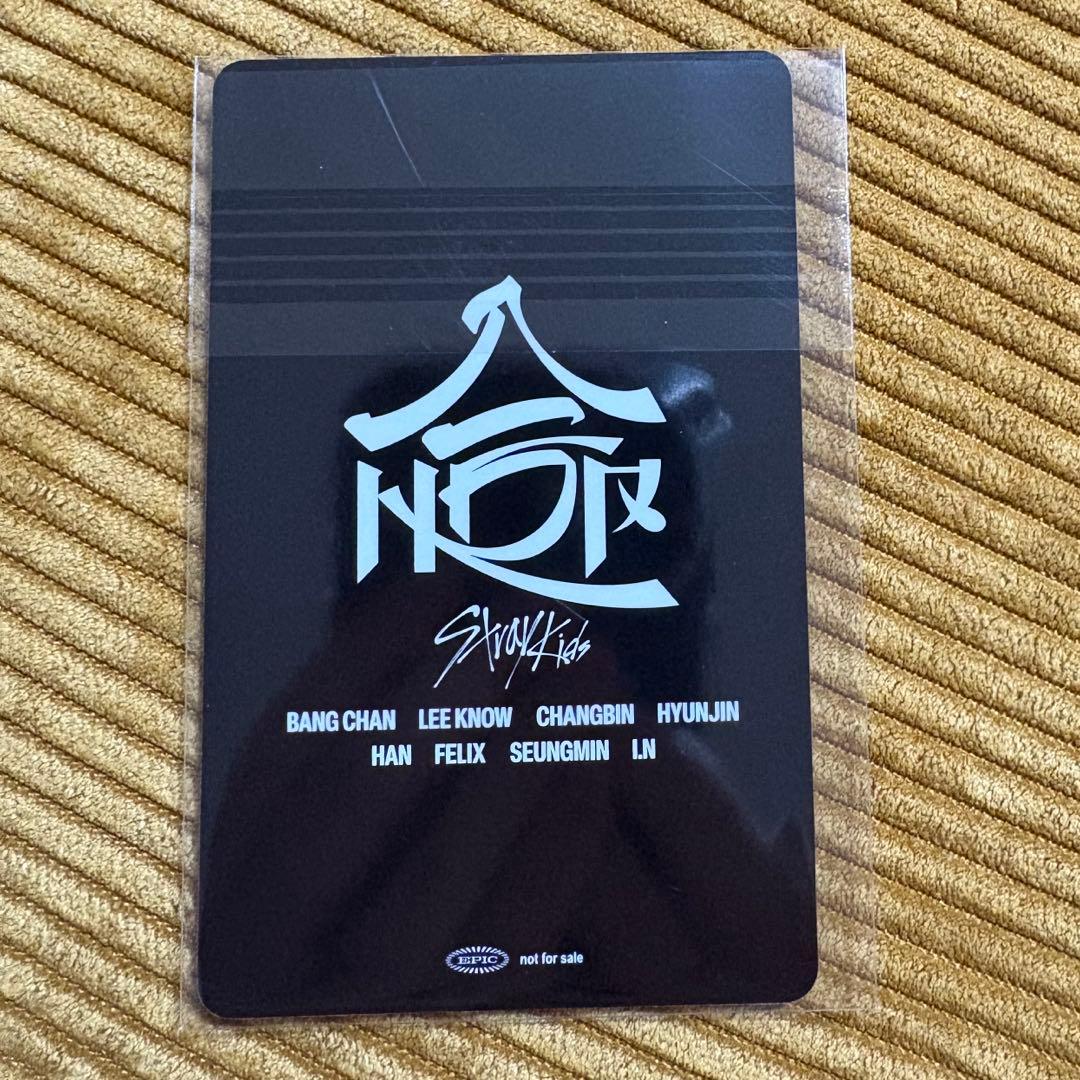 Stray Kids
BANG CHAN LEE KNOW CHANGBIN HYUNJIN
HAN FELIX SEUNGMIN I.N
EPIC not for sale